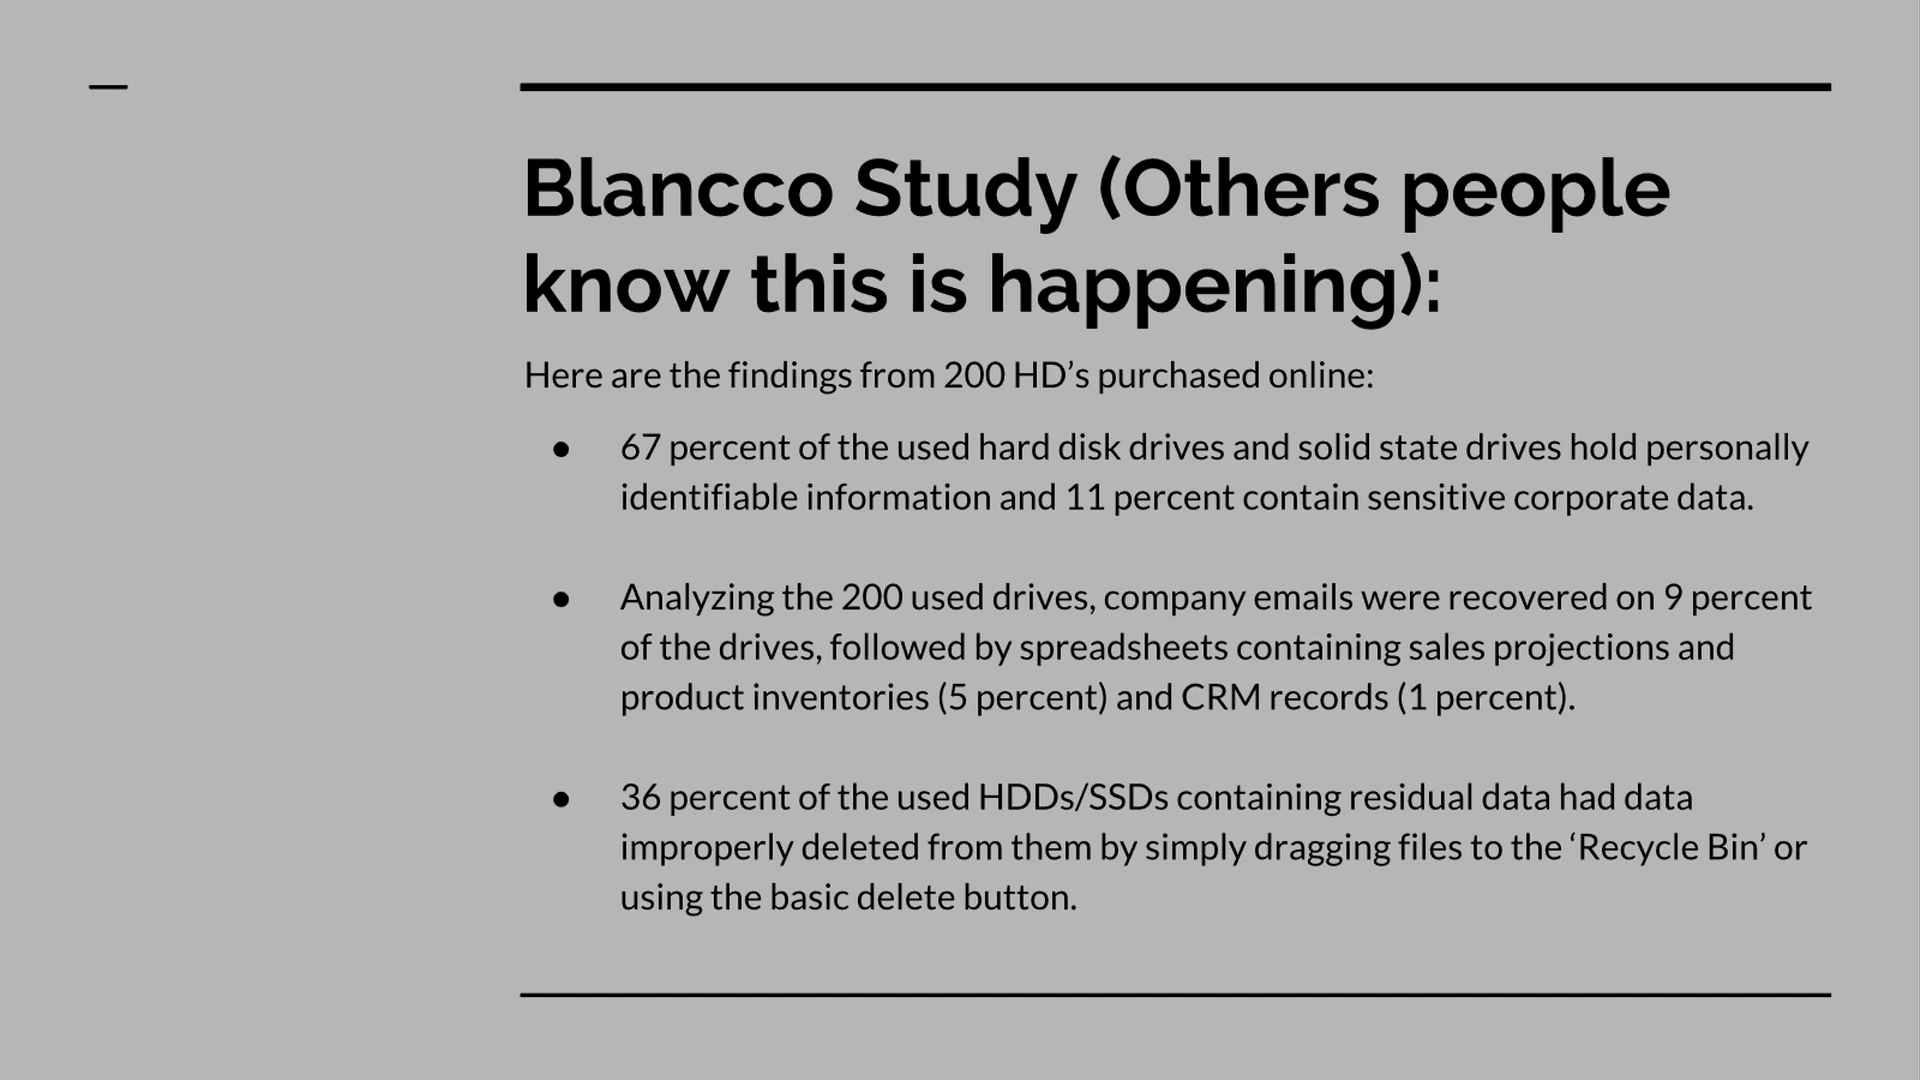 Blancco Study (Others people
know this is happening):
Here are the findings from 200 HD’s purchased online:
● 67 percent of the used hard disk drives and solid state drives hold personally
identifiable information and 11 percent contain sensitive corporate data.
● Analyzing the 200 used drives, company emails were recovered on 9 percent
of the drives, followed by spreadsheets containing sales projections and
product inventories (5 percent) and CRM records (1 percent).
● 36 percent of the used HDDs/SSDs containing residual data had data
improperly deleted from them by simply dragging files to the ‘Recycle Bin’ or
using the basic delete button.